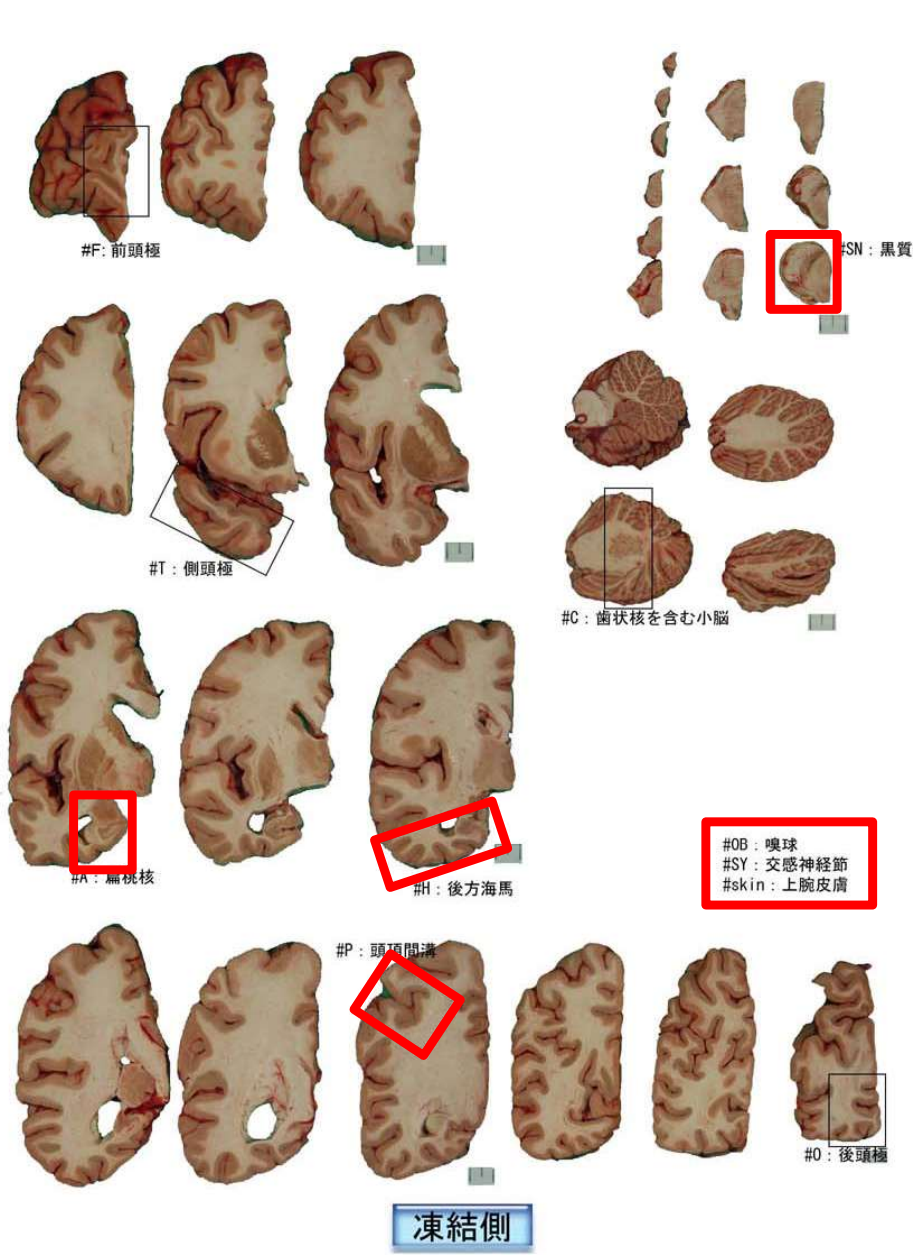 #F: 前頭極
#SN：黒質
#T：側頭極
#C：歯状核を含む小脳
#A：扁桃核
#H：後方海馬
#OB：嗅球
#SY：交感神経節
#skin：上腕皮膚
#P：頭頂間溝
#O：後頭極
凍結側